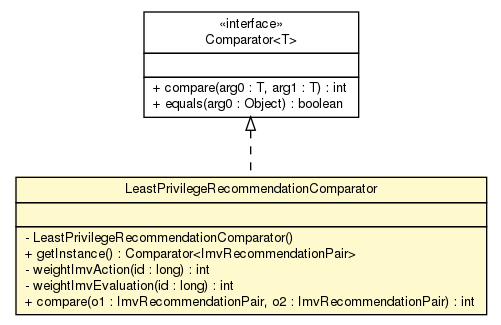 «interface»
Comparator<T>
+ compare(arg0 : T, arg1 : T) : int
+ equals(arg0 : Object) : boolean
LeastPrivilegeRecommendationComparator
- LeastPrivilegeRecommendationComparator()
+ getInstance() : Comparator<ImvRecommendationPair>
- weightImvAction(id : long) : int
- weightImvEvaluation(id : long) : int
+ compare(o1 : ImvRecommendationPair, o2 : ImvRecommendationPair) : int